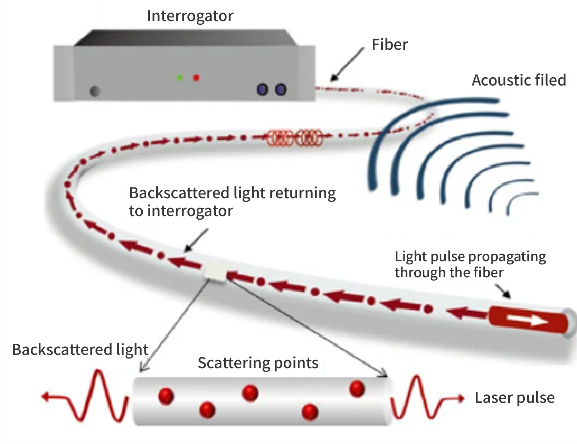 Interrogator
Fiber
Acoustic filed
Backscattered light returning
to interrogator
Light pulse propagating
through the fiber
Backscattered light
Scattering points
Laser pulse